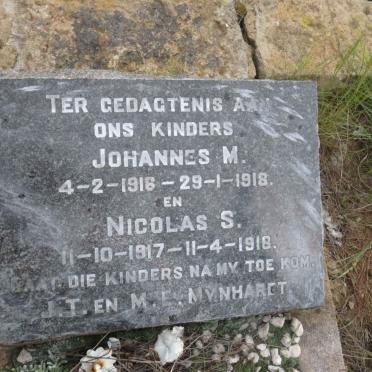 TER GEDAGTENIS AAN
ONS KINDERS
JOHANNES M.
4-2-1916-29-1-1918.
EN
NICOLAS S.
11-10-1917-11-4-1918.
LAAT DIE KINDERS NA MY TOE KOM.
J.T. EN M. E. MYNHARDT